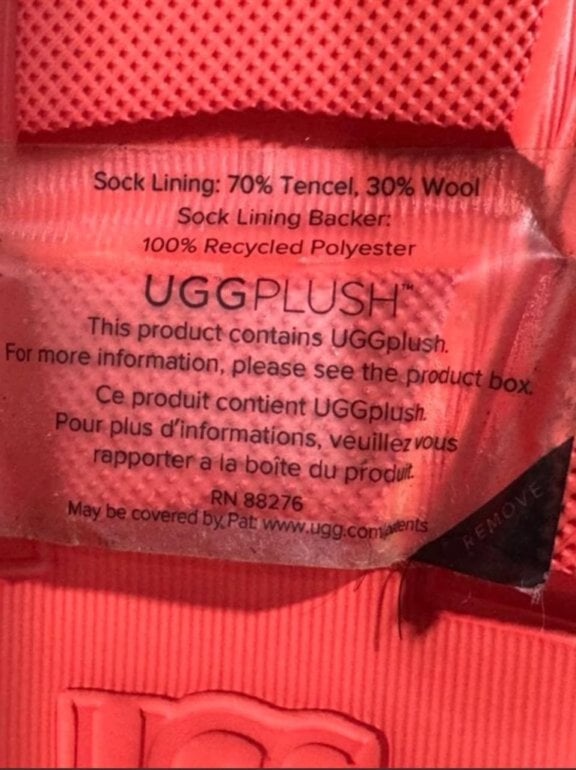 Sock Lining: 70% Tencel, 30% Wool
Sock Lining Backer:
100% Recycled Polyester
UGGPLUSH™
This product contains UGGplush.
For more information, please see the product box.
Ce produit contient UGGplush.
Pour plus d'informations, veuillez vous
rapporter a la boîte du produit.
RN 88276
May be covered by Pat www.ugg.com/patents
REMOVE
UGG